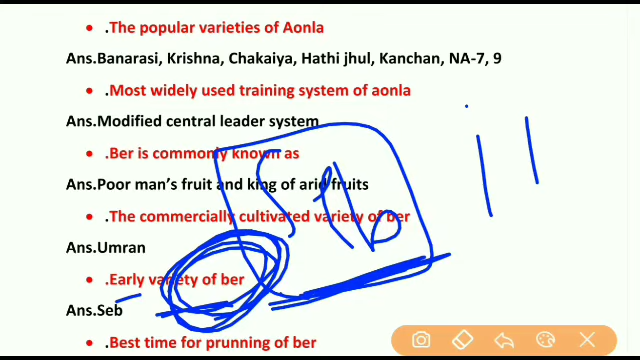 • .The popular varieties of Aonla
Ans.Banarasi, Krishna, Chakaiya, Hathi jhul, Kanchan, NA-7, 9
• .Most widely used training system of aonla
Ans.Modified central leader system
• .Ber is commonly known as
Ans.Poor man's fruit and king of arid fruits
• .The commercially cultivated variety of ber
Ans.Umran
• .Early variety of ber
Ans.Seb
• .Best time for prunning of ber